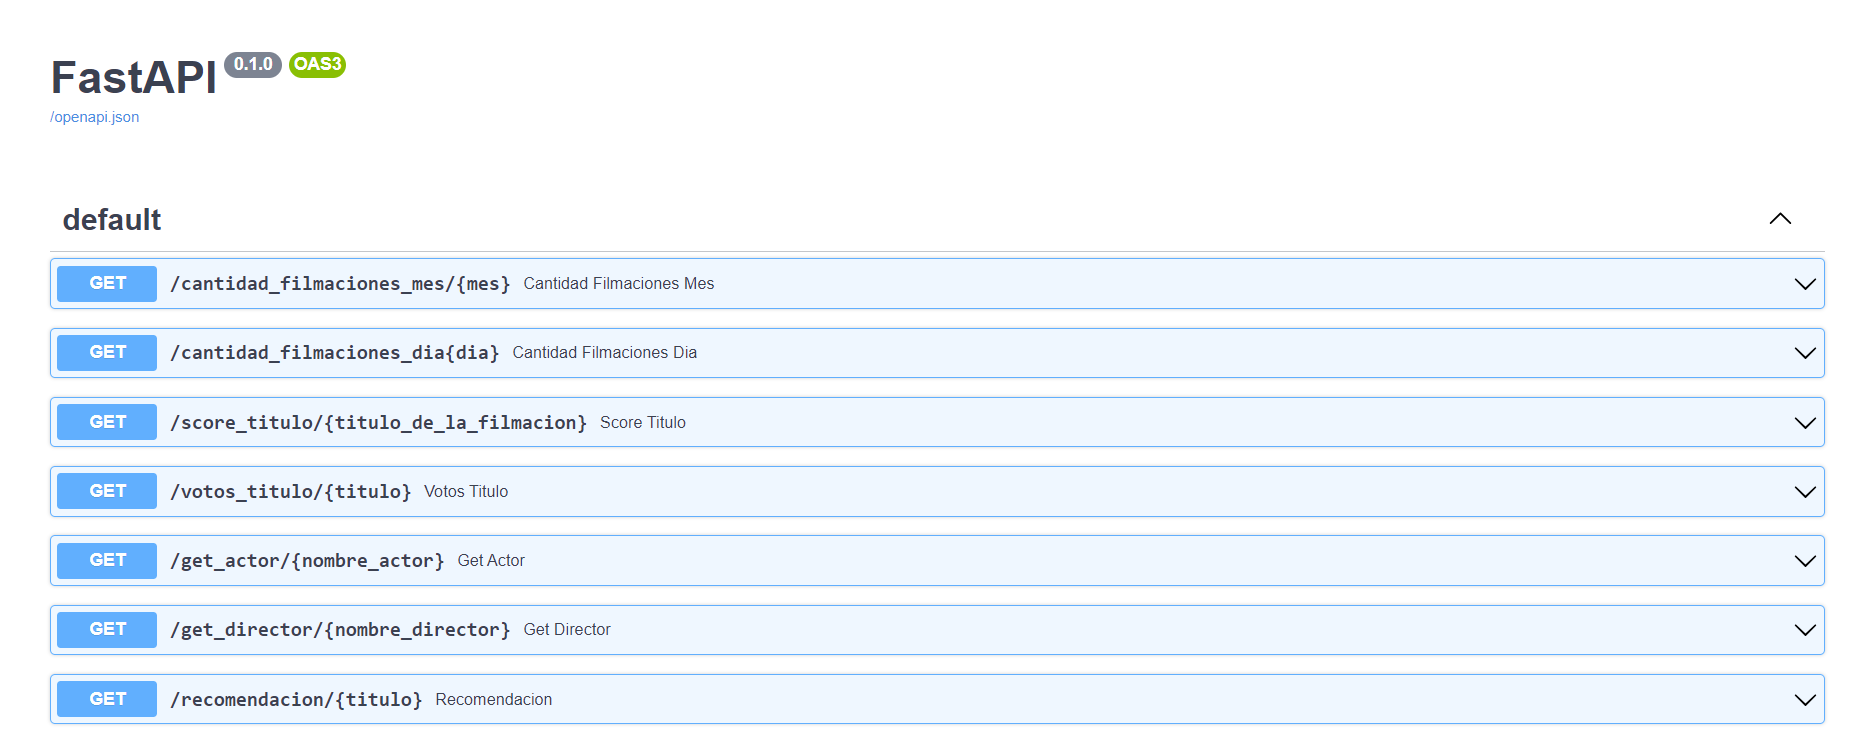 FastAPI 0.1.0 OAS3
/openapi.json
default
GET /cantidad_filmaciones_mes/{mes} Cantidad Filmaciones Mes
GET /cantidad_filmaciones_dia{dia} Cantidad Filmaciones Dia
GET /score_titulo/{titulo_de_la_filmacion} Score Titulo
GET /votos_titulo/{titulo} Votos Titulo
GET /get_actor/{nombre_actor} Get Actor
GET /get_director/{nombre_director} Get Director
GET /recomendacion/{titulo} Recomendacion